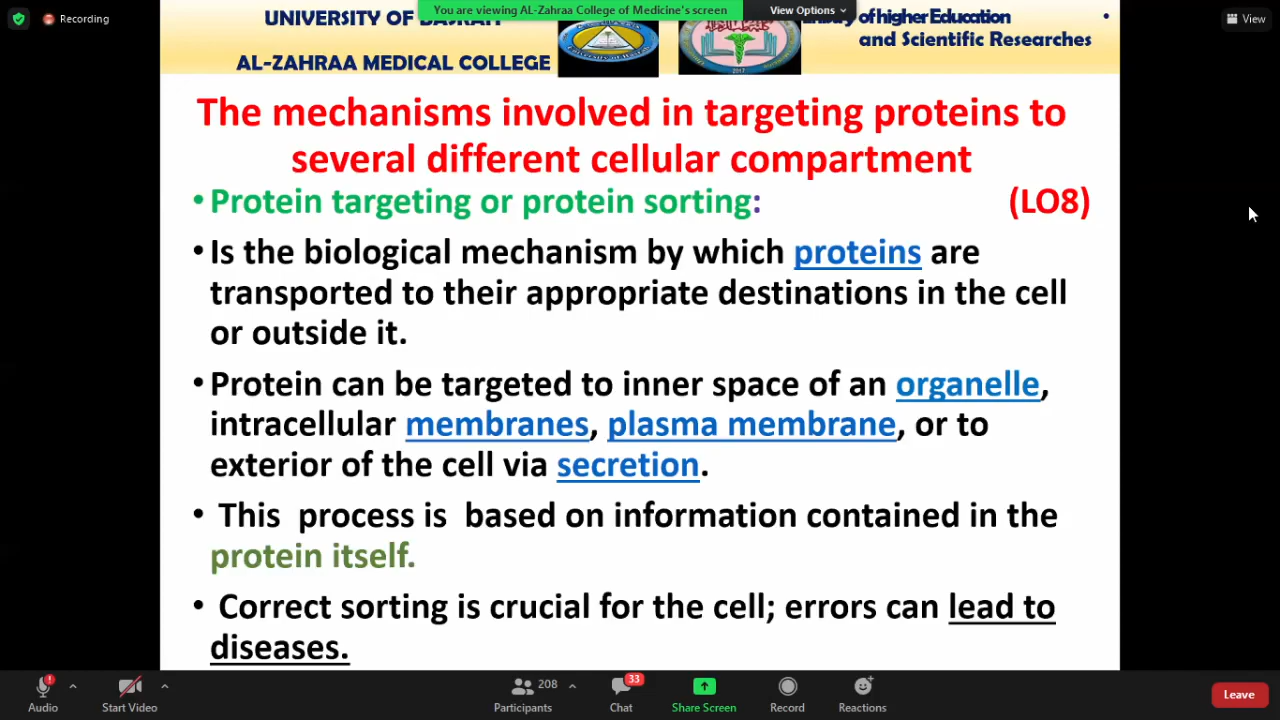 Recording
You are viewing AL-Zahraa College of Medicine's screen
View Options
View
UNIVERSITY OF BASRAH
of higher Education
and Scientific Researches
AL-ZAHRAA MEDICAL COLLEGE
2017
The mechanisms involved in targeting proteins to
several different cellular compartment
• Protein targeting or protein sorting: (LO8)
• Is the biological mechanism by which proteins are
transported to their appropriate destinations in the cell
or outside it.
• Protein can be targeted to inner space of an organelle,
intracellular membranes, plasma membrane, or to
exterior of the cell via secretion.
• This process is based on information contained in the
protein itself.
• Correct sorting is crucial for the cell; errors can lead to
diseases.
Audio
Start Video
208
Participants
33
Chat
Share Screen
Record
Reactions
Leave